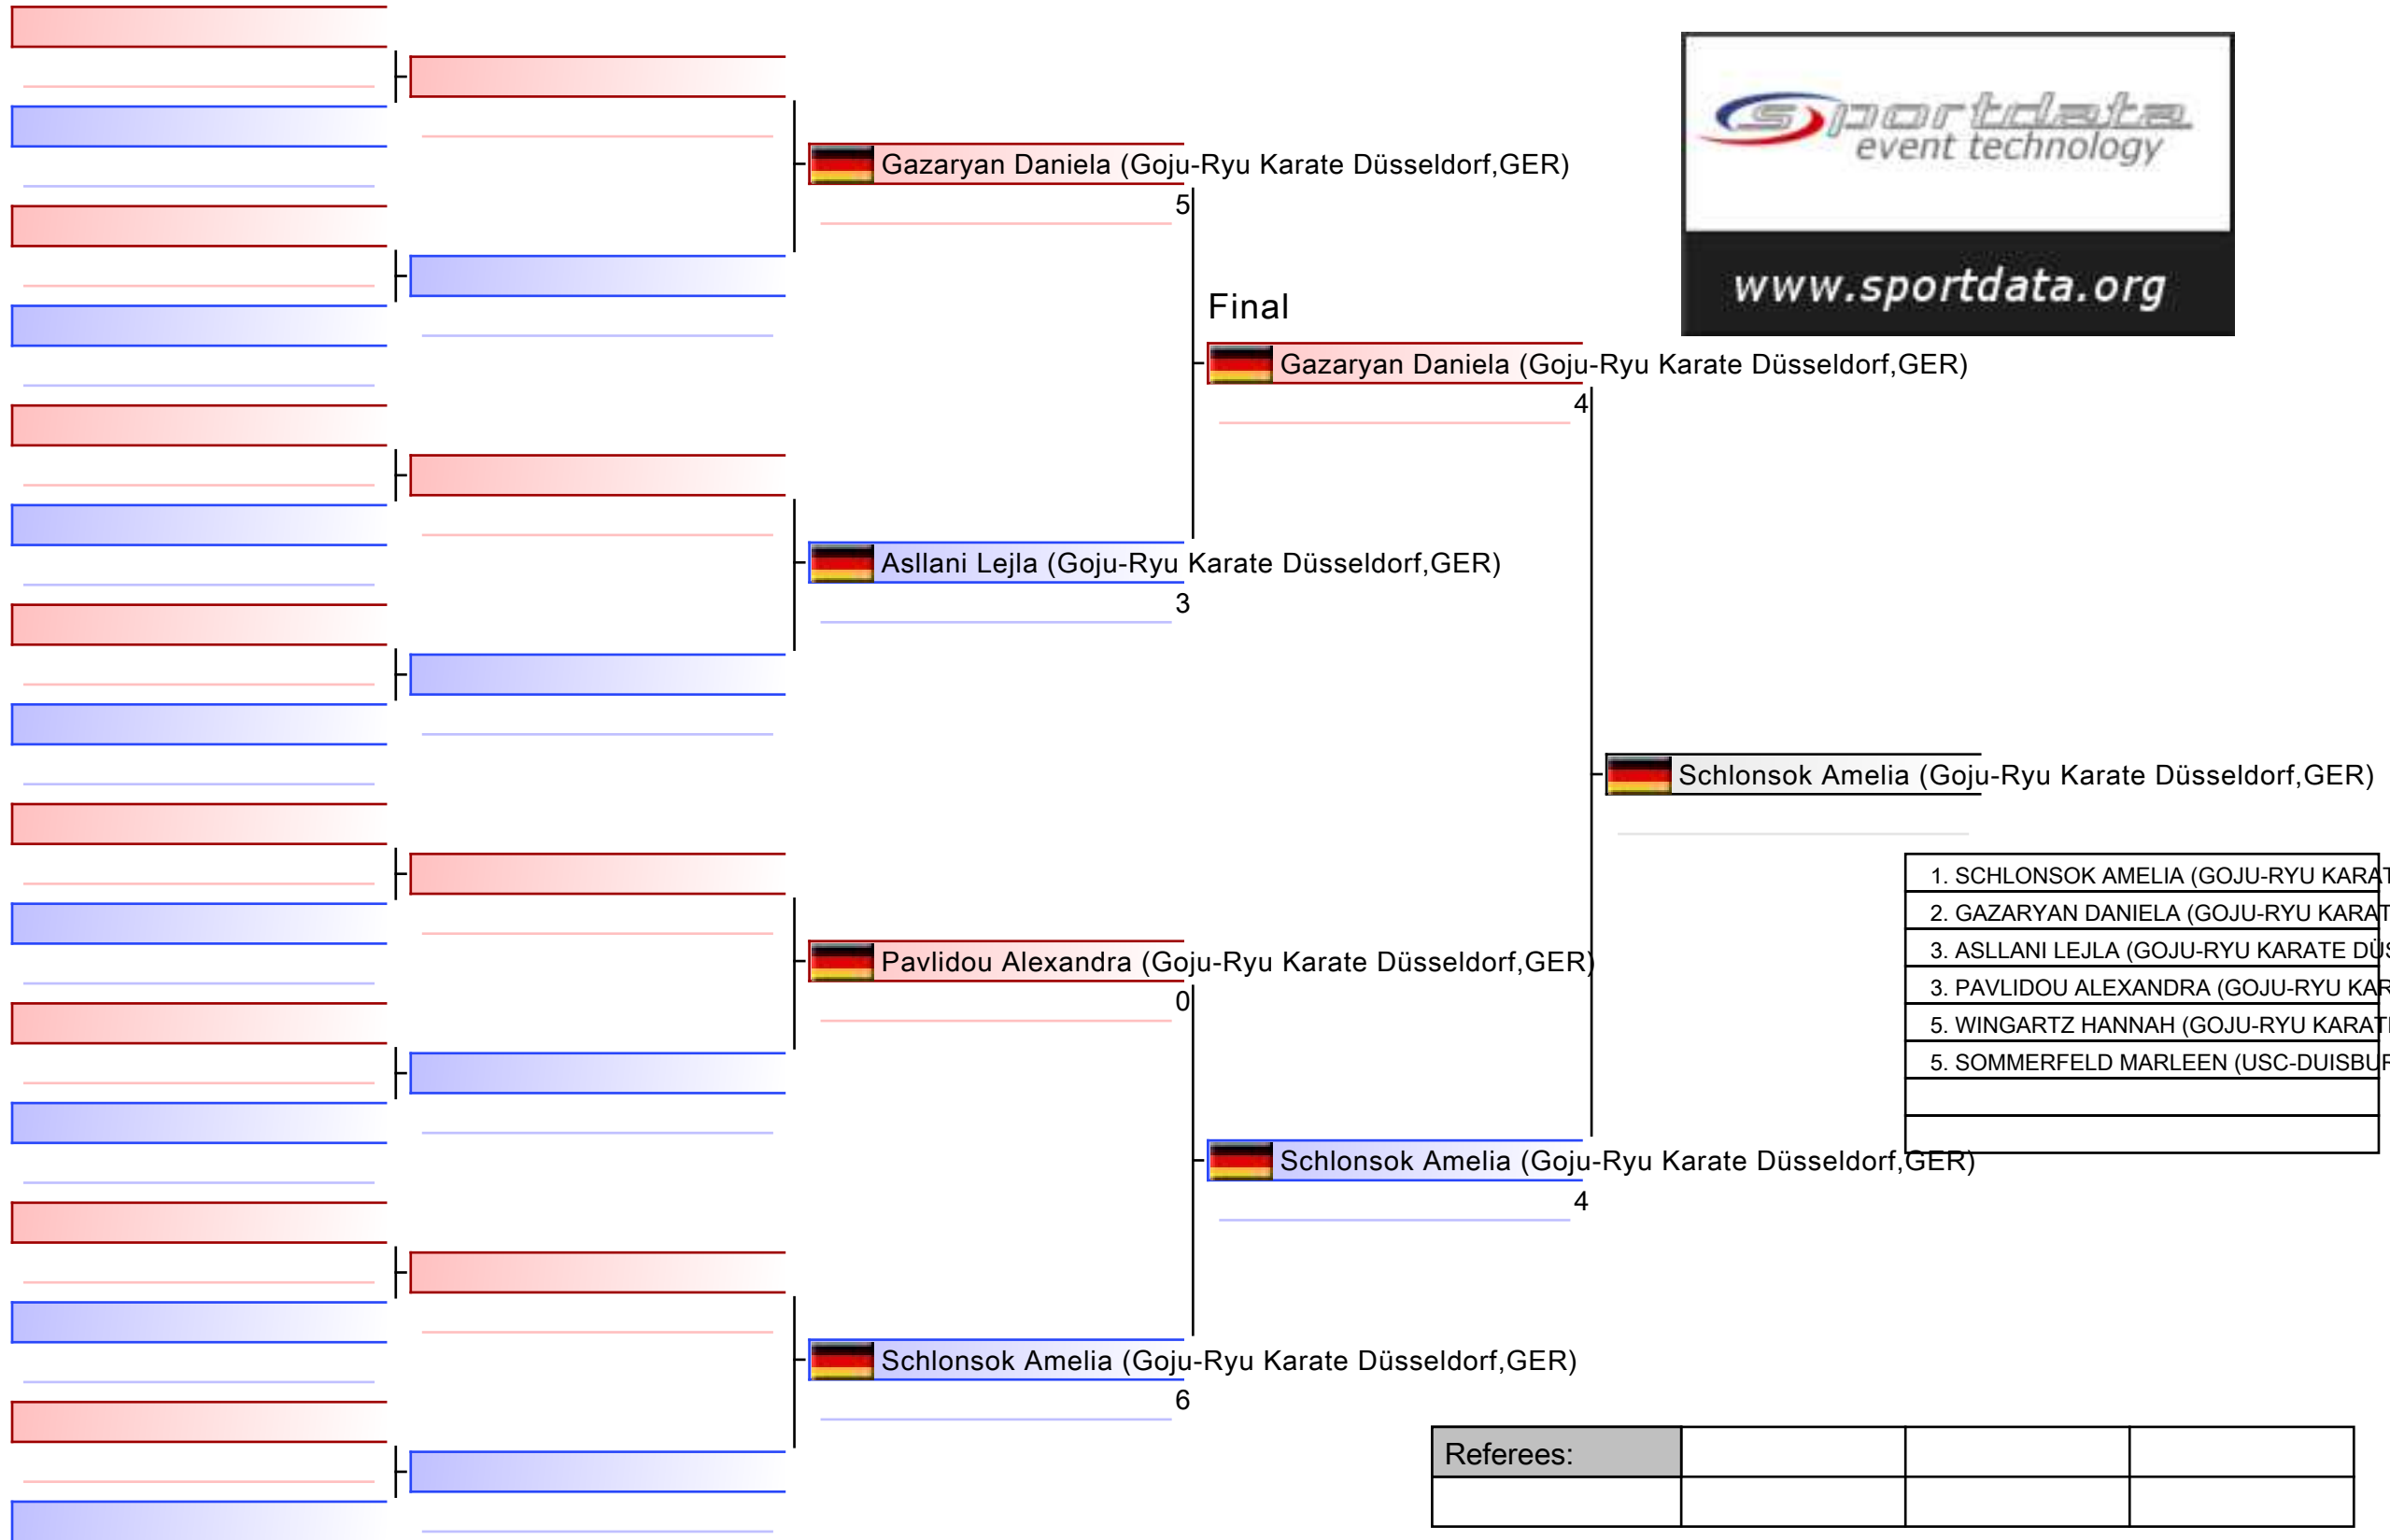 sportdata
event technology
www.sportdata.org
Gazaryan Daniela (Goju-Ryu Karate Düsseldorf,GER)
5
Final
Gazaryan Daniela (Goju-Ryu Karate Düsseldorf,GER)
4
Asllani Lejla (Goju-Ryu Karate Düsseldorf,GER)
3
Schlonsok Amelia (Goju-Ryu Karate Düsseldorf,GER)
1. SCHLONSOK AMELIA (GOJU-RYU KARAT
2. GAZARYAN DANIELA (GOJU-RYU KARAT
3. ASLLANI LEJLA (GOJU-RYU KARATE DÜS
3. PAVLIDOU ALEXANDRA (GOJU-RYU KAR
5. WINGARTZ HANNAH (GOJU-RYU KARAT
5. SOMMERFELD MARLEEN (USC-DUISBUR
Pavlidou Alexandra (Goju-Ryu Karate Düsseldorf,GER)
0
Schlonsok Amelia (Goju-Ryu Karate Düsseldorf,GER)
4
Schlonsok Amelia (Goju-Ryu Karate Düsseldorf,GER)
6
Referees: